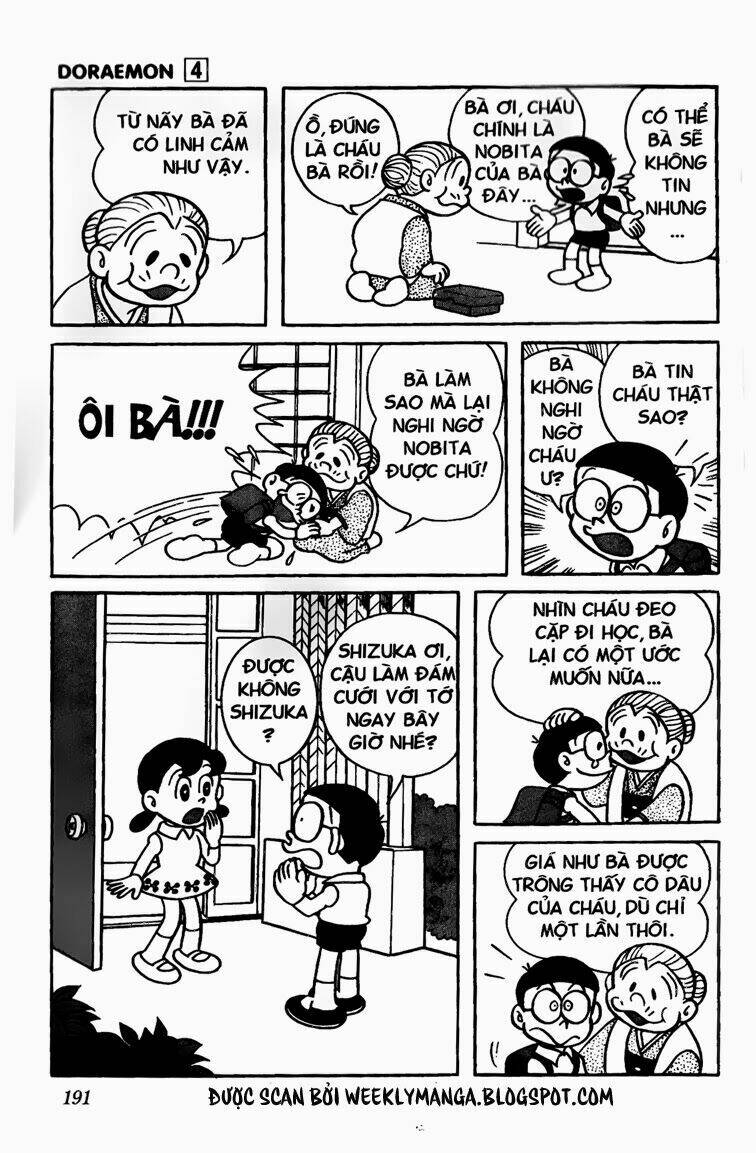 DORAEMON 4
CÓ THỂ
BÀ SẼ
KHÔNG
TIN
NHƯNG
...
BÀ ƠI, CHÁU
CHÍNH LÀ
NOBITA
CỦA BÀ
ĐÂY...
Ồ, ĐÚNG
LÀ CHÁU
BÀ RỒI!
TỪ NÃY BÀ ĐÃ
CÓ LINH CẢM
NHƯ VẬY.
BÀ TIN
CHÁU THẬT
SAO?
BÀ
KHÔNG
NGHI
NGỜ
CHÁU
Ư?
BÀ LÀM
SAO MÀ LẠI
NGHI NGỜ
NOBITA
ĐƯỢC CHỨ!
ÔI BÀ!!!
NHÌN CHÁU ĐEO
CẶP ĐI HỌC, BÀ
LẠI CÓ MỘT ƯỚC
MUỐN NỮA...
GIÁ NHƯ BÀ ĐƯỢC
TRÔNG THẤY CÔ DÂU
CỦA CHÁU, DÙ CHỈ
MỘT LẦN THÔI.
SHIZUKA ƠI,
CẬU LÀM ĐÁM
CƯỚI VỚI TỚ
NGAY BÂY
GIỜ NHÉ?
ĐƯỢC
KHÔNG
SHIZUKA
?
191
ĐƯỢC SCAN BỞI WEEKLYMANGA.BLOGSPOT.COM